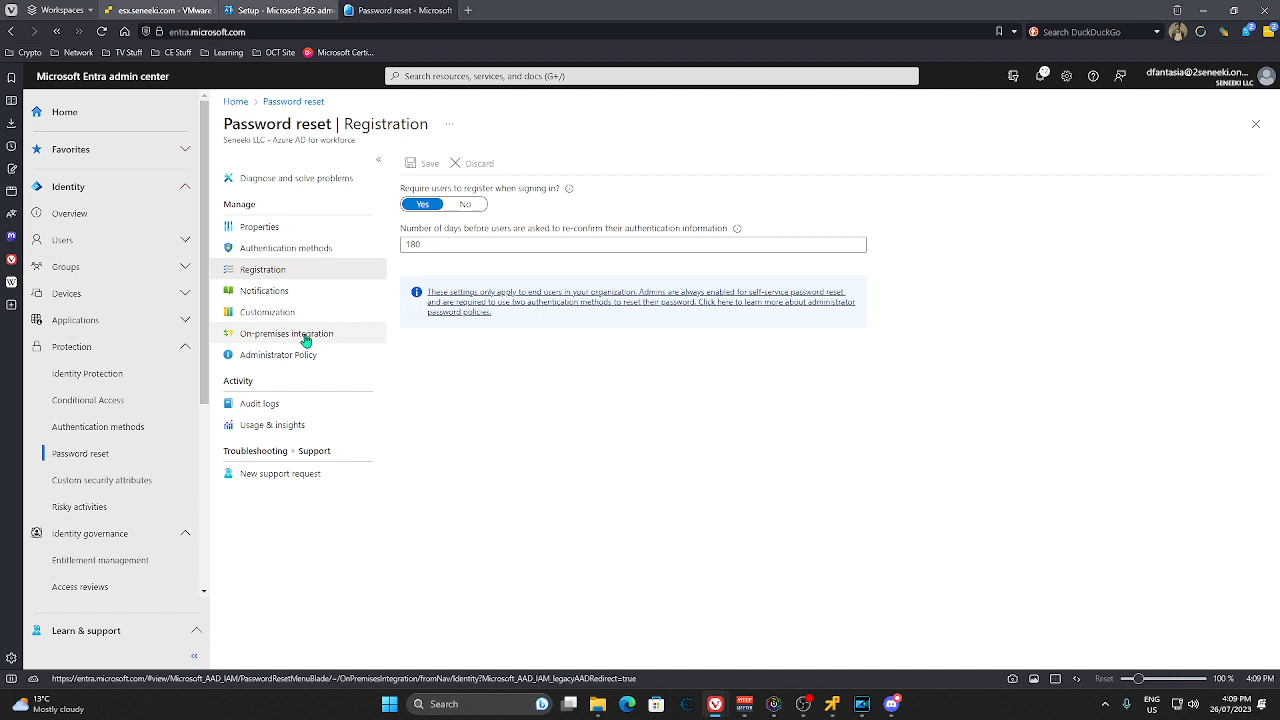 Workspaces
esx.seneeki.com - VMware
Setup - Microsoft 365 adm
Password reset - Microsoft
entra.microsoft.com
Search DuckDuckGo
2
2
Crypto
Network
TV Stuff
CE Stuff
Learning
OCT Site
Microsoft Certi...
Microsoft Entra admin center
Search resources, services, and docs (G+/)
dfantasia@2seneeki.on...
SENEEKI LLC
Home
Favorites
Identity
Overview
Users
Groups
Devices
Applications
Protection
Identity Protection
Conditional Access
Authentication methods
Password reset
Custom security attributes
Risky activities
Identity governance
Entitlement management
Access reviews
Learn & support
Home > Password reset
Password reset | Registration ...
Seneeki LLC - Azure AD for workforce
Diagnose and solve problems
Manage
Properties
Authentication methods
Registration
Notifications
Customization
On-premises integration
Administrator Policy
Activity
Audit logs
Usage & insights
Troubleshooting + Support
New support request
Save
Discard
Require users to register when signing in?
Yes
No
Number of days before users are asked to re-confirm their authentication information
180
These settings only apply to end users in your organization. Admins are always enabled for self-service password reset
and are required to use two authentication methods to reset their password. Click here to learn more about administrator
password policies.
https://entra.microsoft.com/#view/Microsoft_AAD_IAM/PasswordResetMenuBlade/~/OnPremisesIntegration/fromNav/Identity?Microsoft_AAD_IAM_legacyAADRedirect=true
Reset
100 %
4:09 PM
13°C
Mostly cloudy
Search
ENG
US
4:09 PM
26/07/2023